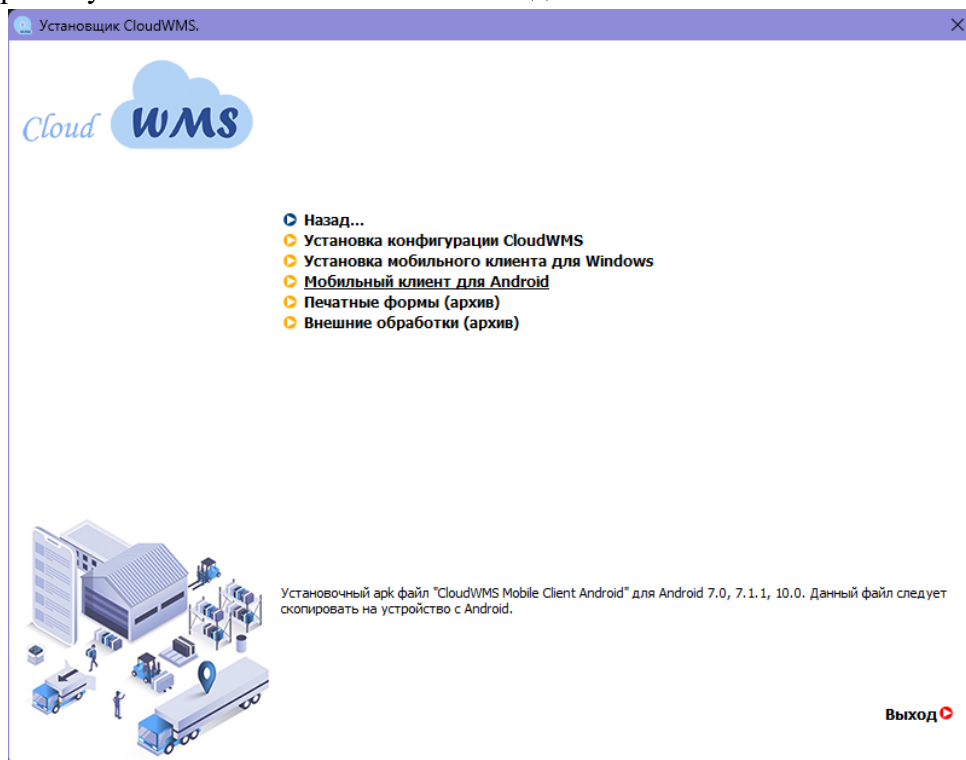 Установщик CloudWMS.
Cloud WMS
Назад...
Установка конфигурации CloudWMS
Установка мобильного клиента для Windows
Мобильный клиент для Android
Печатные формы (архив)
Внешние обработки (архив)
Установочный apk файл "CloudWMS Mobile Client Android" для Android 7.0, 7.1.1, 10.0. Данный файл следует
скопировать на устройство с Android.
Выход